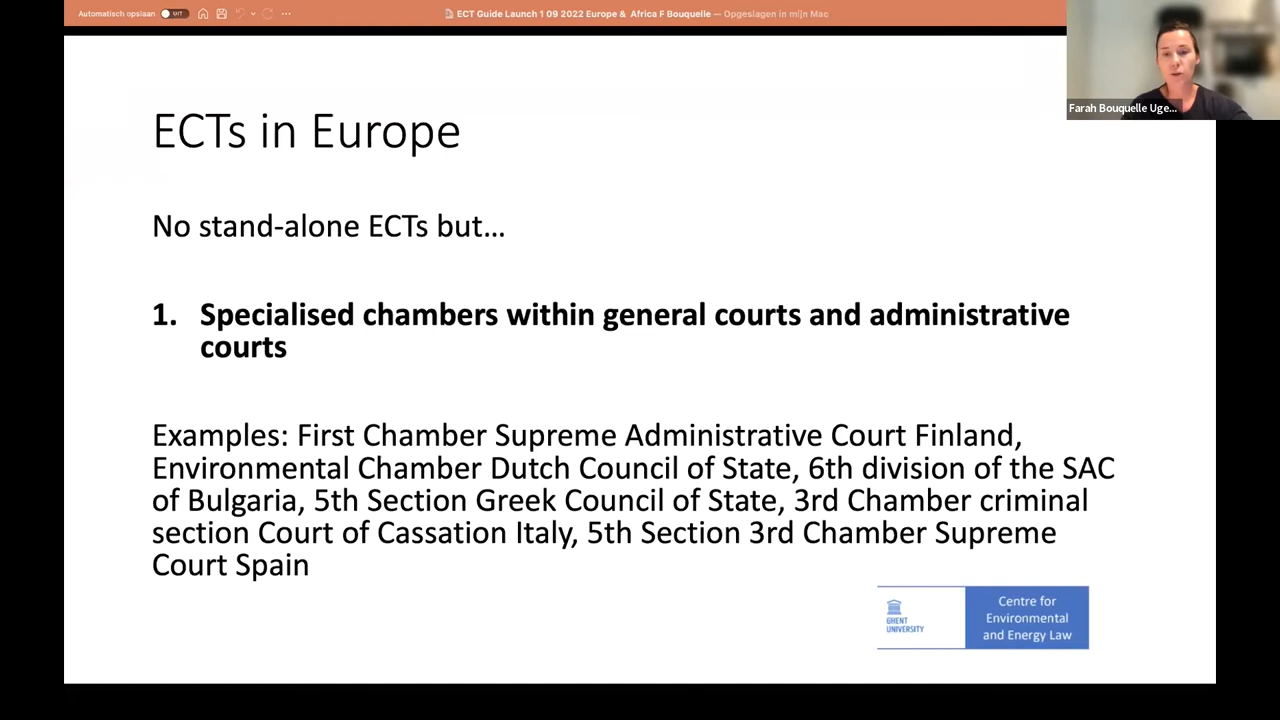 Automatisch opslaan UIT
ECT Guide Launch 1 09 2022 Europe & Africa F Bouquelle — Opgeslagen in mijn Mac
Farah Bouquelle Uge...
ECTs in Europe
No stand-alone ECTs but...
1. Specialised chambers within general courts and administrative
courts
Examples: First Chamber Supreme Administrative Court Finland,
Environmental Chamber Dutch Council of State, 6th division of the SAC
of Bulgaria, 5th Section Greek Council of State, 3rd Chamber criminal
section Court of Cassation Italy, 5th Section 3rd Chamber Supreme
Court Spain
GHENT
UNIVERSITY
Centre for
Environmental
and Energy Law